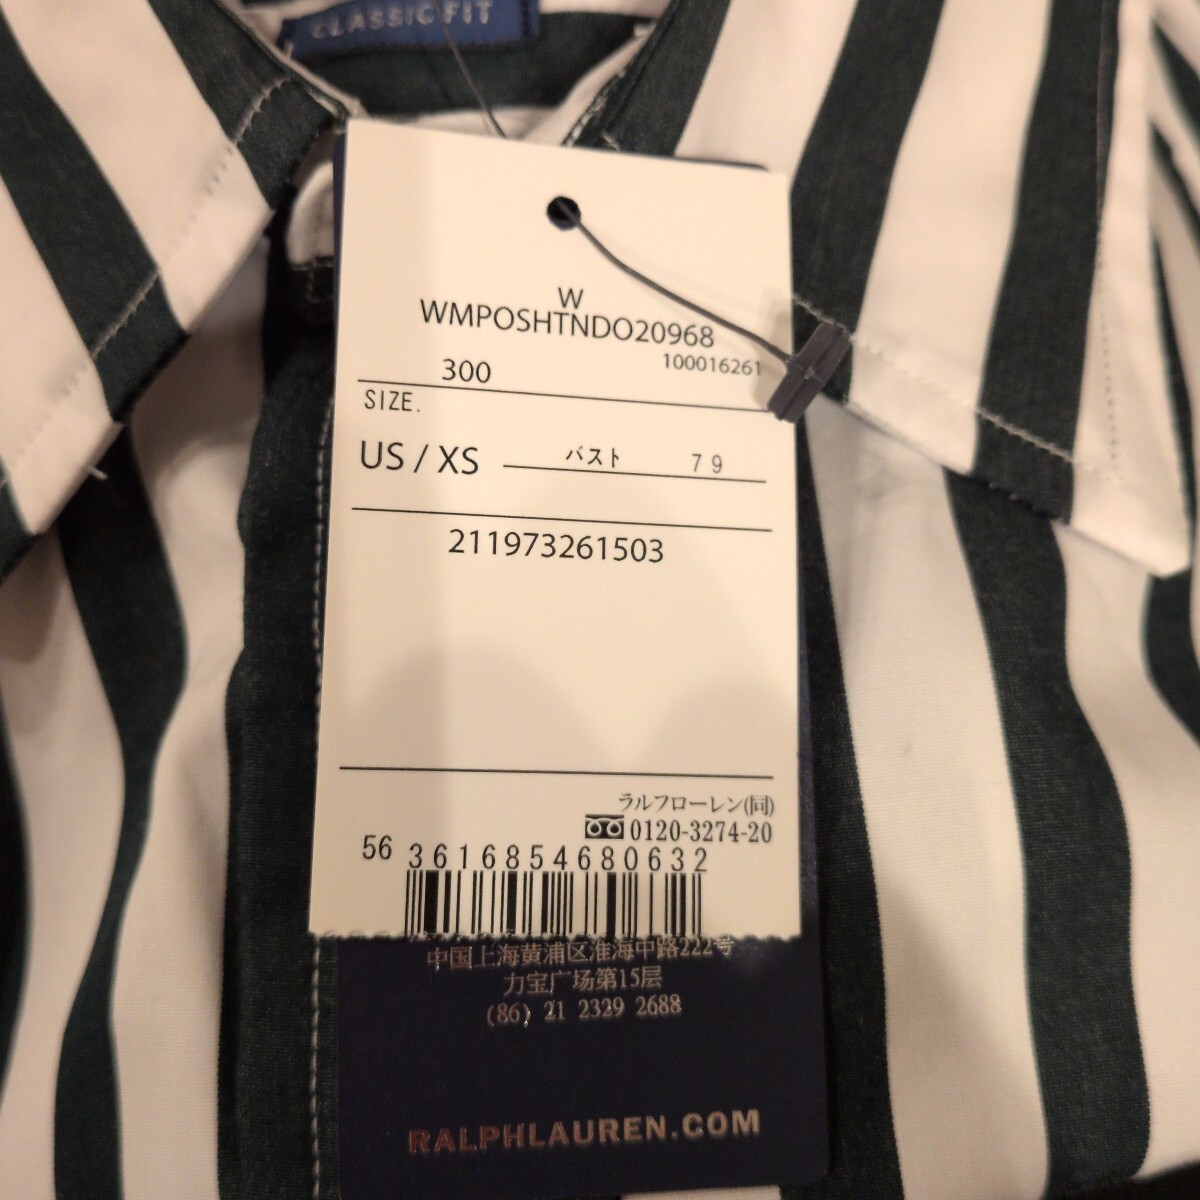 CLASSIC FIT
W
WMPOSHTNDO20968
100016261
300
SIZE.
US / XS
バスト 79
211973261503
ラルフローレン(同)
0120-3274-20
56 3616854680632
中国上海黄浦区淮海中路222号
力宝广场第15层
(86) 21 2329 2688
RALPHLAUREN.COM